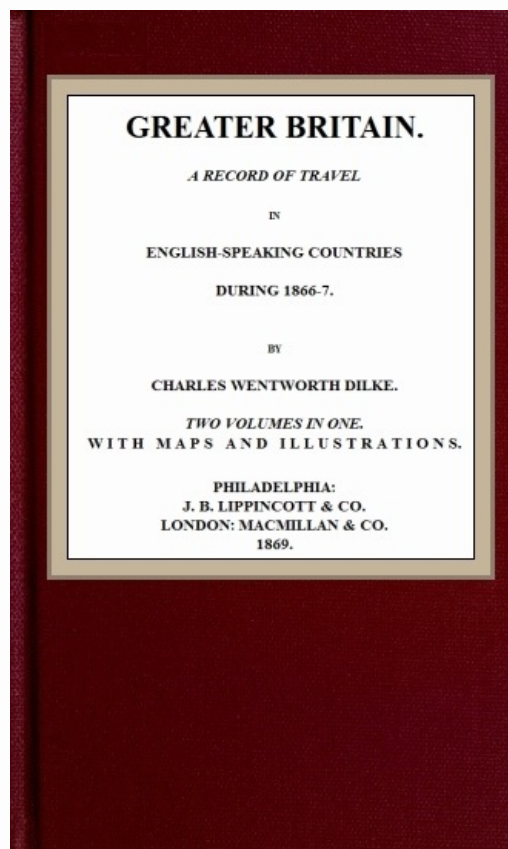 GREATER BRITAIN.
A RECORD OF TRAVEL
IN
ENGLISH-SPEAKING COUNTRIES
DURING 1866-7.
BY
CHARLES WENTWORTH DILKE.
TWO VOLUMES IN ONE.
WITH MAPS AND ILLUSTRATIONS.
PHILADELPHIA:
J. B. LIPPINCOTT & CO.
LONDON: MACMILLAN & CO.
1869.